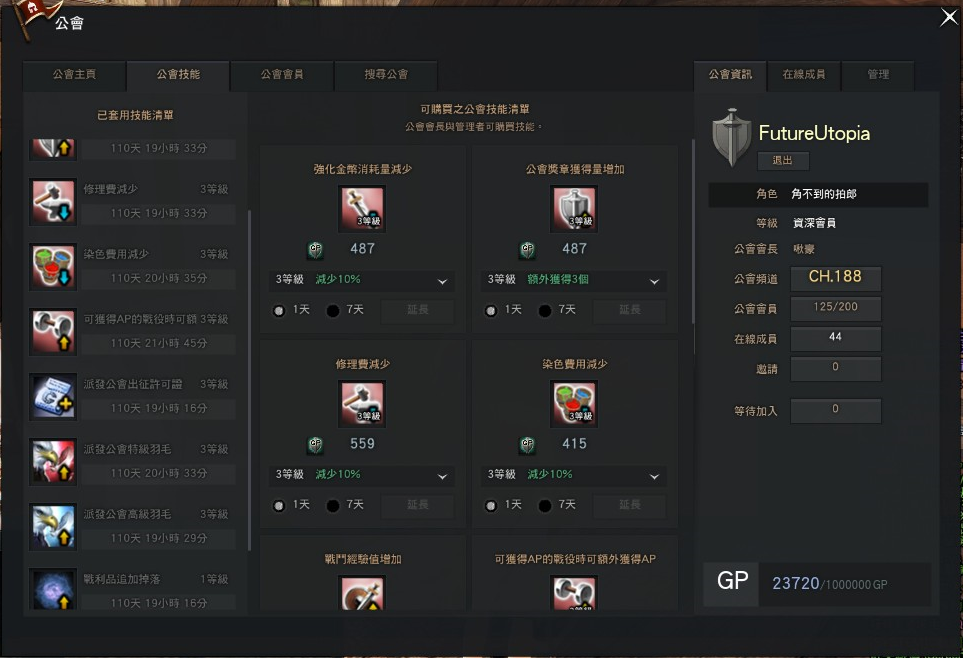 公會
公會主頁
公會技能
公會會員
搜尋公會
公會資訊
在線成員
管理
已套用技能清單
110天 19小時 33分
修理費減少 3等級
110天 19小時 33分
染色費用減少 3等級
110天 20小時 35分
可獲得AP的戰役時可額 3等級
110天 21小時 45分
派發公會出征許可證 3等級
110天 19小時 16分
派發公會特級羽毛 3等級
110天 20小時 33分
派發公會高級羽毛 3等級
110天 19小時 29分
戰利品追加掉落 1等級
110天 19小時 16分
可購買之公會技能清單
公會會長與管理者可購買技能。
強化金幣消耗量減少
3等級
GP 487
3等級 減少10%
1天 7天 延長
公會獎章獲得量增加
3等級
GP 487
3等級 額外獲得3個
1天 7天 延長
修理費減少
3等級
GP 559
3等級 減少10%
1天 7天 延長
染色費用減少
3等級
GP 415
3等級 減少10%
1天 7天 延長
戰鬥經驗值增加
可獲得AP的戰役時可額外獲得AP
3等級
FutureUtopia
退出
角色 角不到的拍郎
等級 資深會員
公會會長 啾豪
公會頻道 CH.188
公會會員 125/200
在線成員 44
邀請 0
等待加入 0
GP 23720/1000000GP